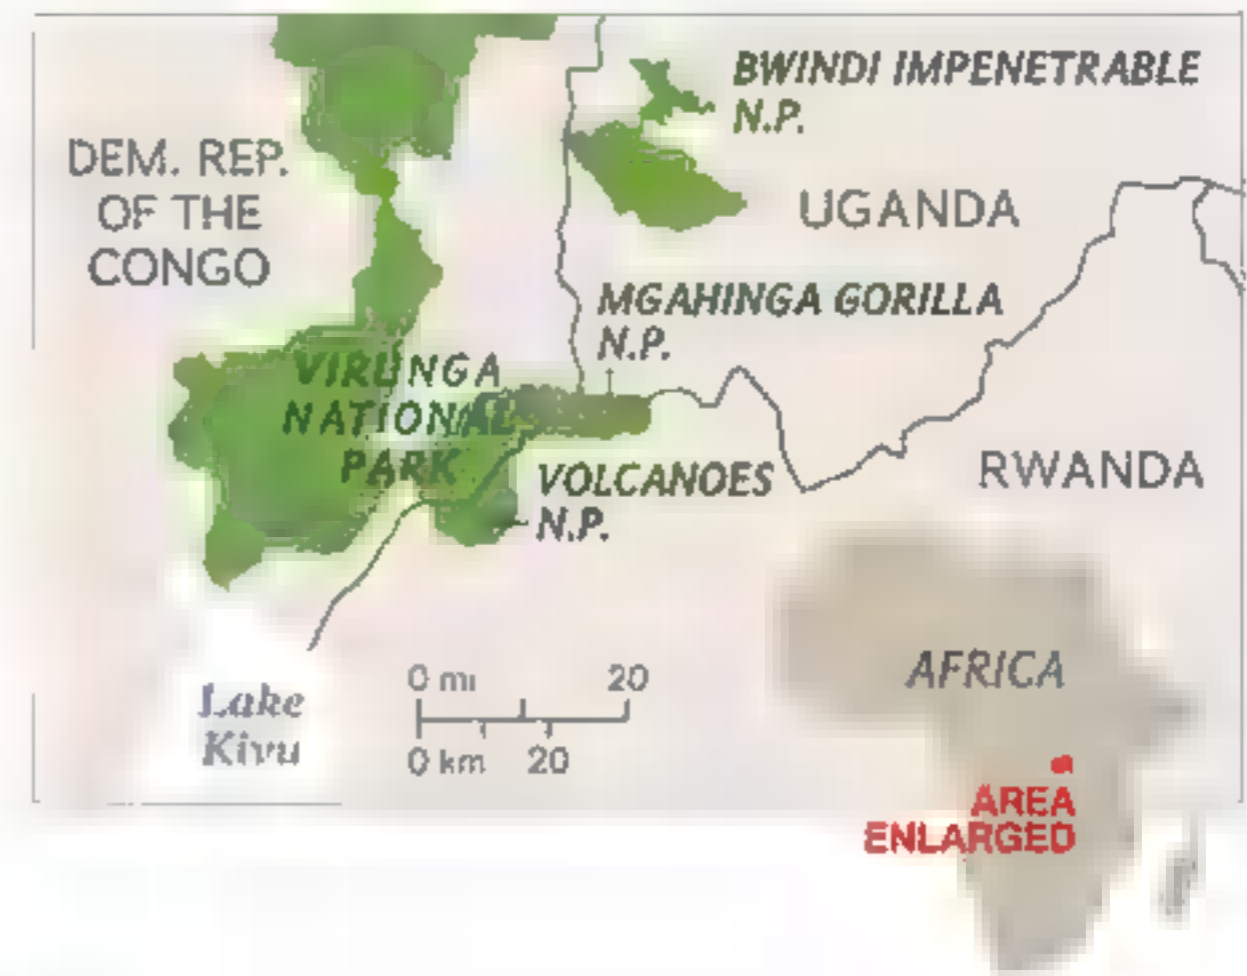 BWINDI IMPENETRABLE
N.P.
DEM. REP.
OF THE
CONGO
UGANDA
MGAHINGA GORILLA
N.P.
VIRUNGA
NATIONAL
PARK
VOLCANOES
N.P.
RWANDA
AFRICA
Lake
Kivu
0 mi 20
0 km 20
AREA
ENLARGED